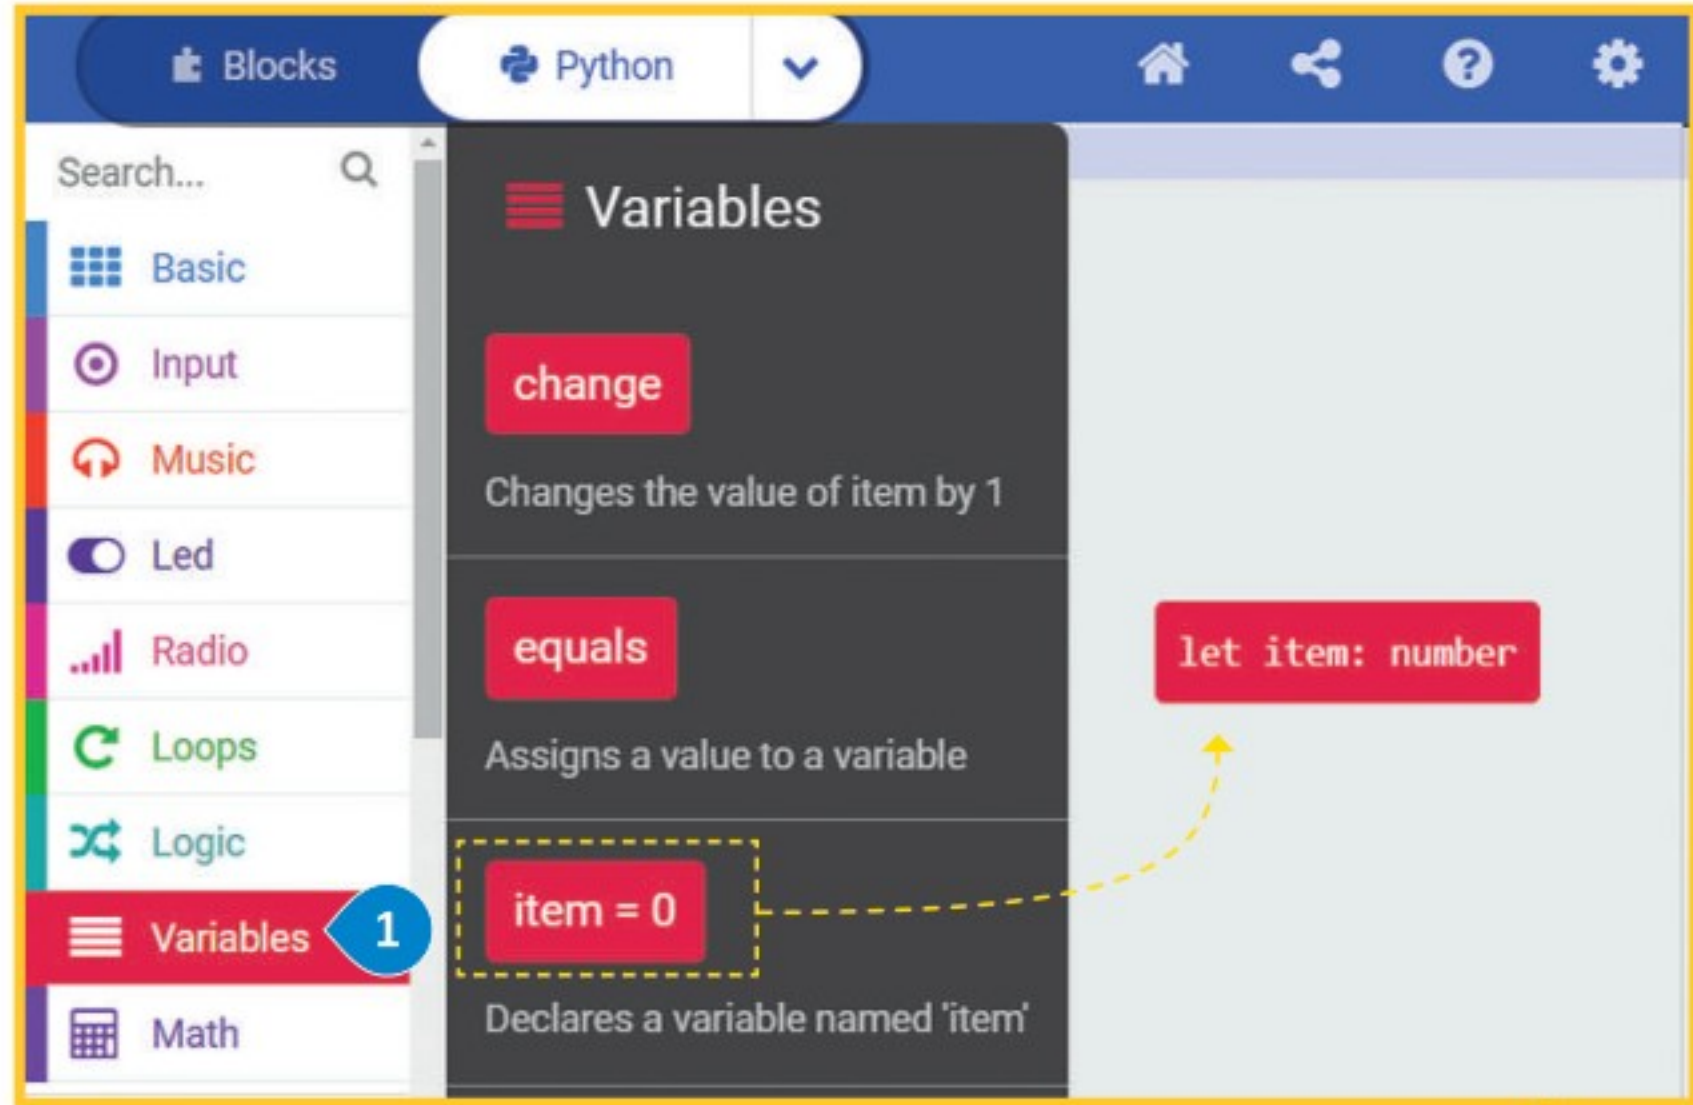 Blocks
Python
Search...
Basic
Input
Music
Led
Radio
Loops
Logic
Variables
1
Math
Variables
change
Changes the value of item by 1
equals
Assigns a value to a variable
item = 0
Declares a variable named 'item'
let item: number